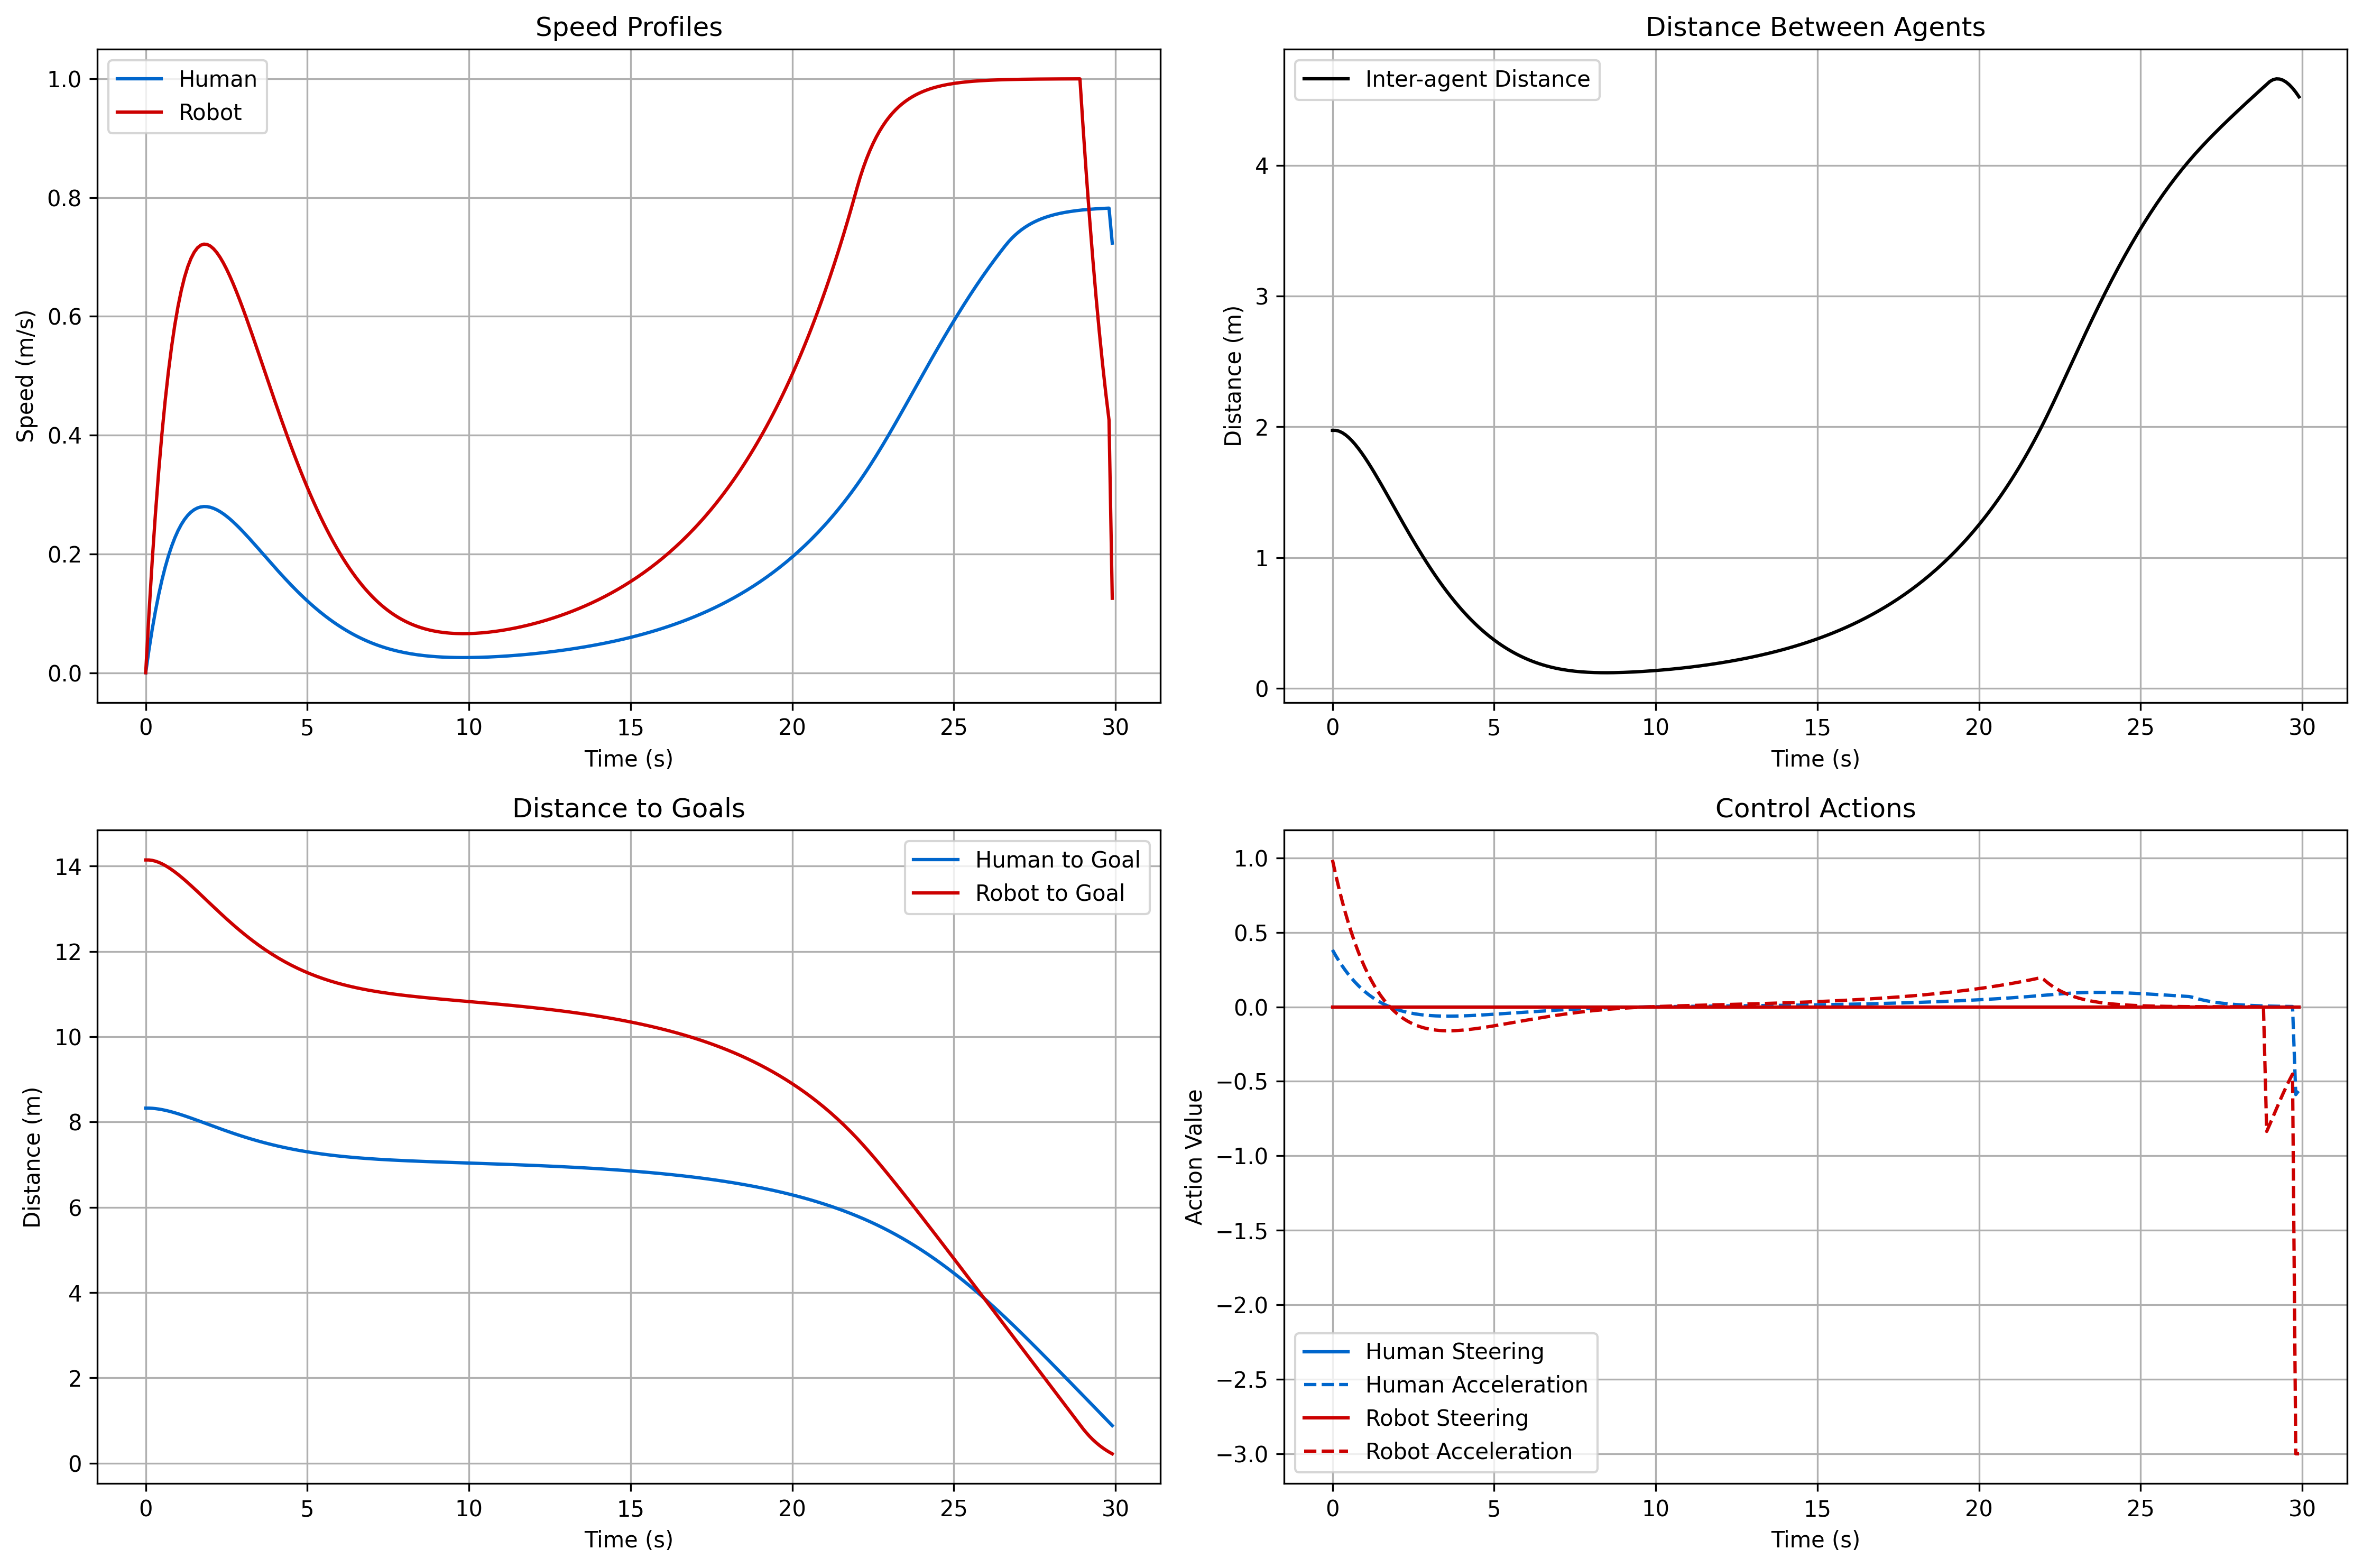 Speed Profiles
Human
Robot
1.0
0.8
0.6
0.4
0.2
0.0
Speed (m/s)
0 5 10 15 20 25 30
Time (s)
Distance Between Agents
Inter-agent Distance
4
3
2
1
0
Distance (m)
0 5 10 15 20 25 30
Time (s)
Distance to Goals
Human to Goal
Robot to Goal
14
12
10
8
6
4
2
0
Distance (m)
0 5 10 15 20 25 30
Time (s)
Control Actions
1.0
0.5
0.0
−0.5
−1.0
−1.5
−2.0
−2.5
−3.0
Action Value
Human Steering
Human Acceleration
Robot Steering
Robot Acceleration
0 5 10 15 20 25 30
Time (s)